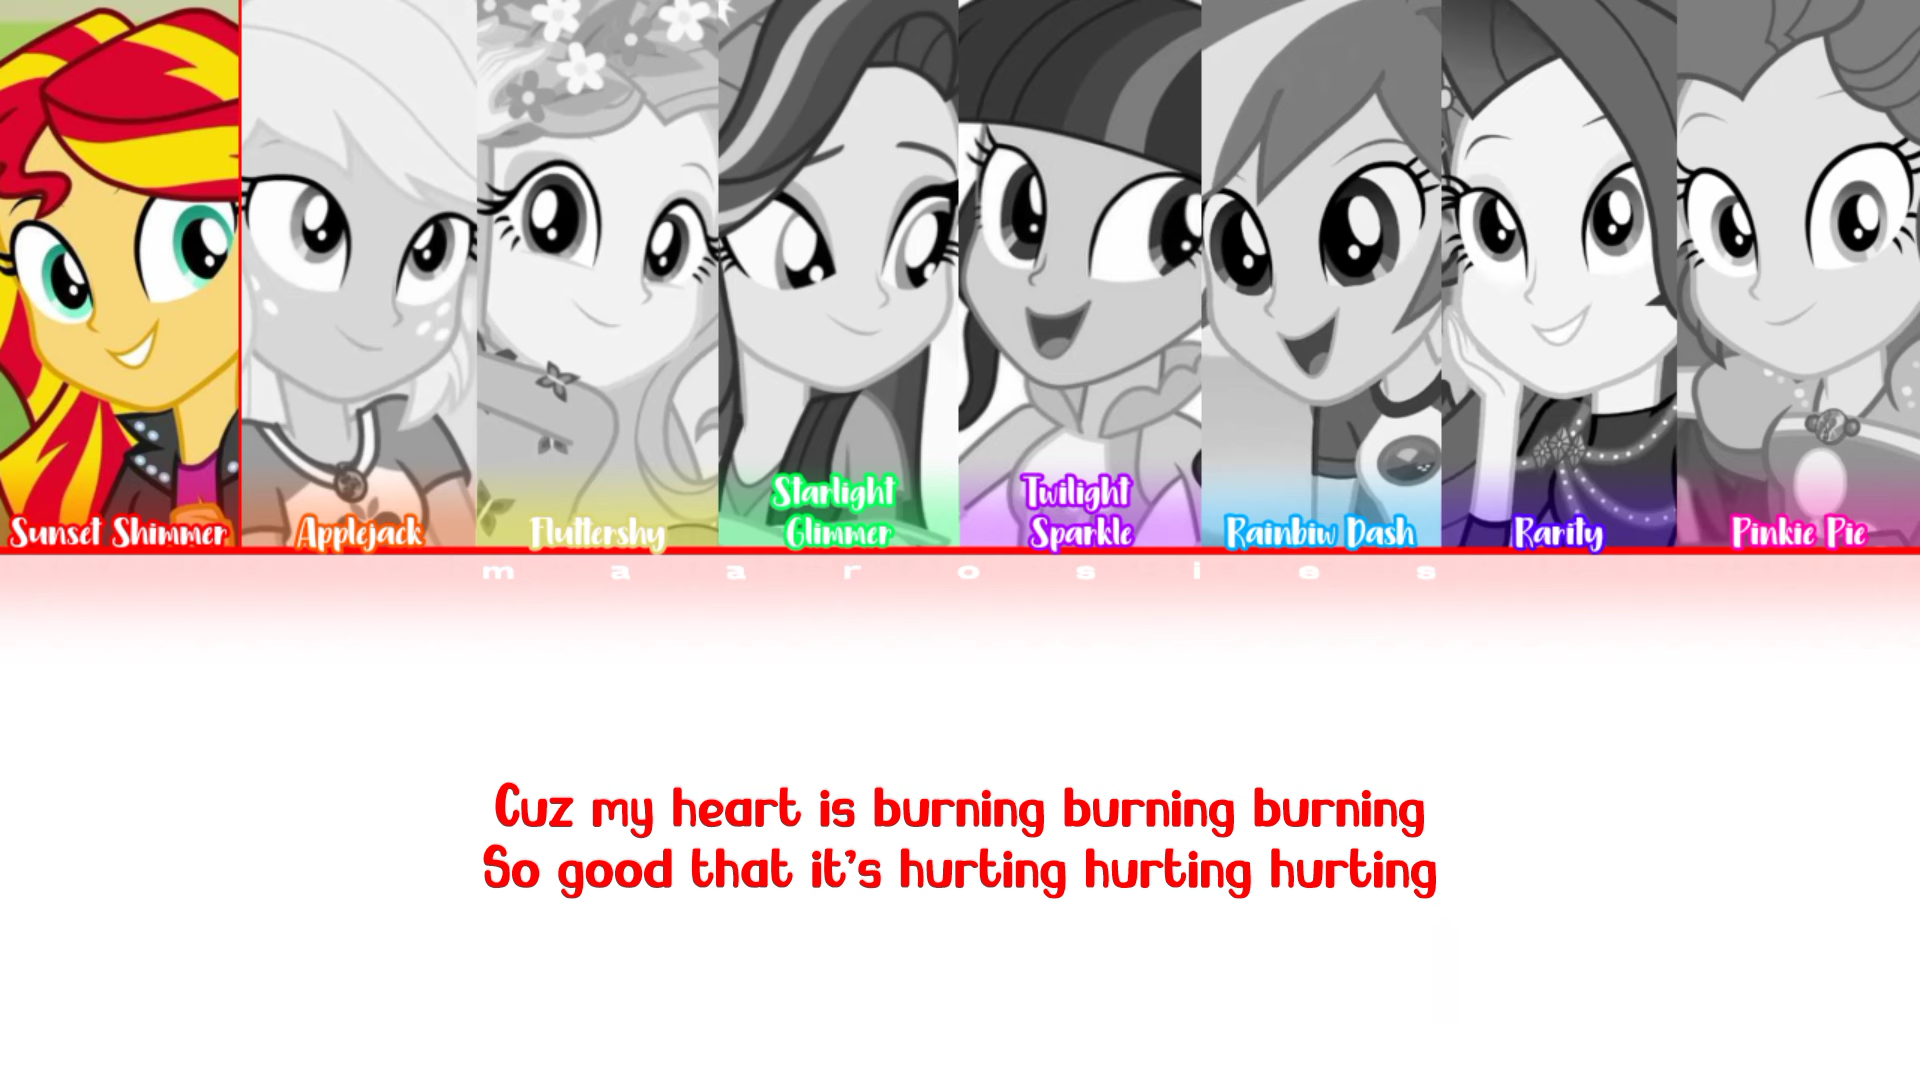 Sunset Shimmer
Applejack
Fluttershy
Starlight
Glimmer
Twilight
Sparkle
Rainbiw Dash
Rarity
Pinkie Pie
m a a r o s i e s
Cuz my heart is burning burning burning
So good that it's hurting hurting hurting